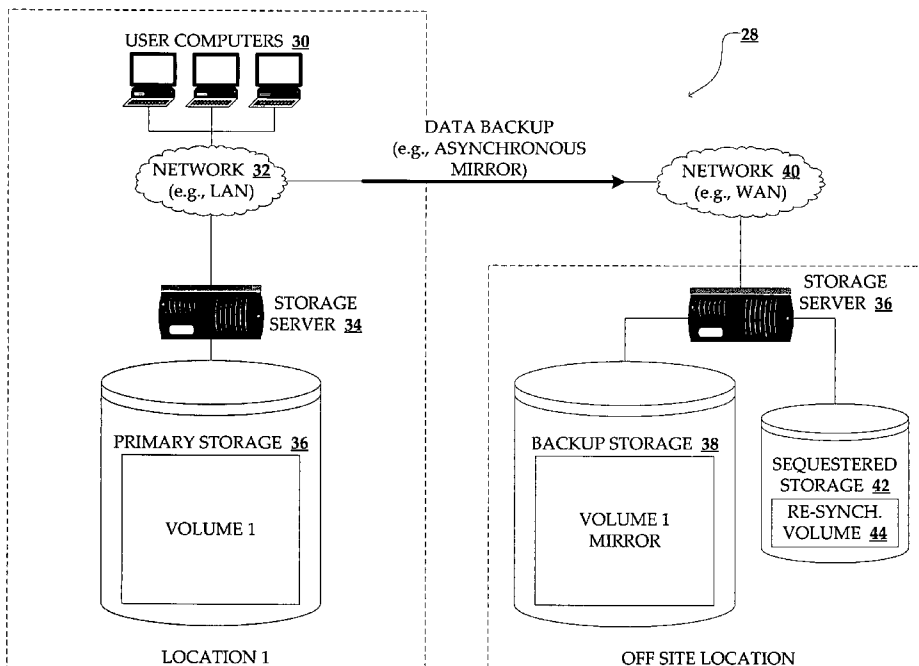 USER COMPUTERS 30
28
DATA BACKUP
(e.g., ASYNCHRONOUS
MIRROR)
NETWORK 32
(e.g., LAN)
NETWORK 40
(e.g., WAN)
STORAGE
SERVER 34
STORAGE
SERVER 36
PRIMARY STORAGE 36
VOLUME 1
BACKUP STORAGE 38
VOLUME 1
MIRROR
SEQUESTERED
STORAGE 42
RE-SYNCH.
VOLUME 44
LOCATION 1
OFF SITE LOCATION